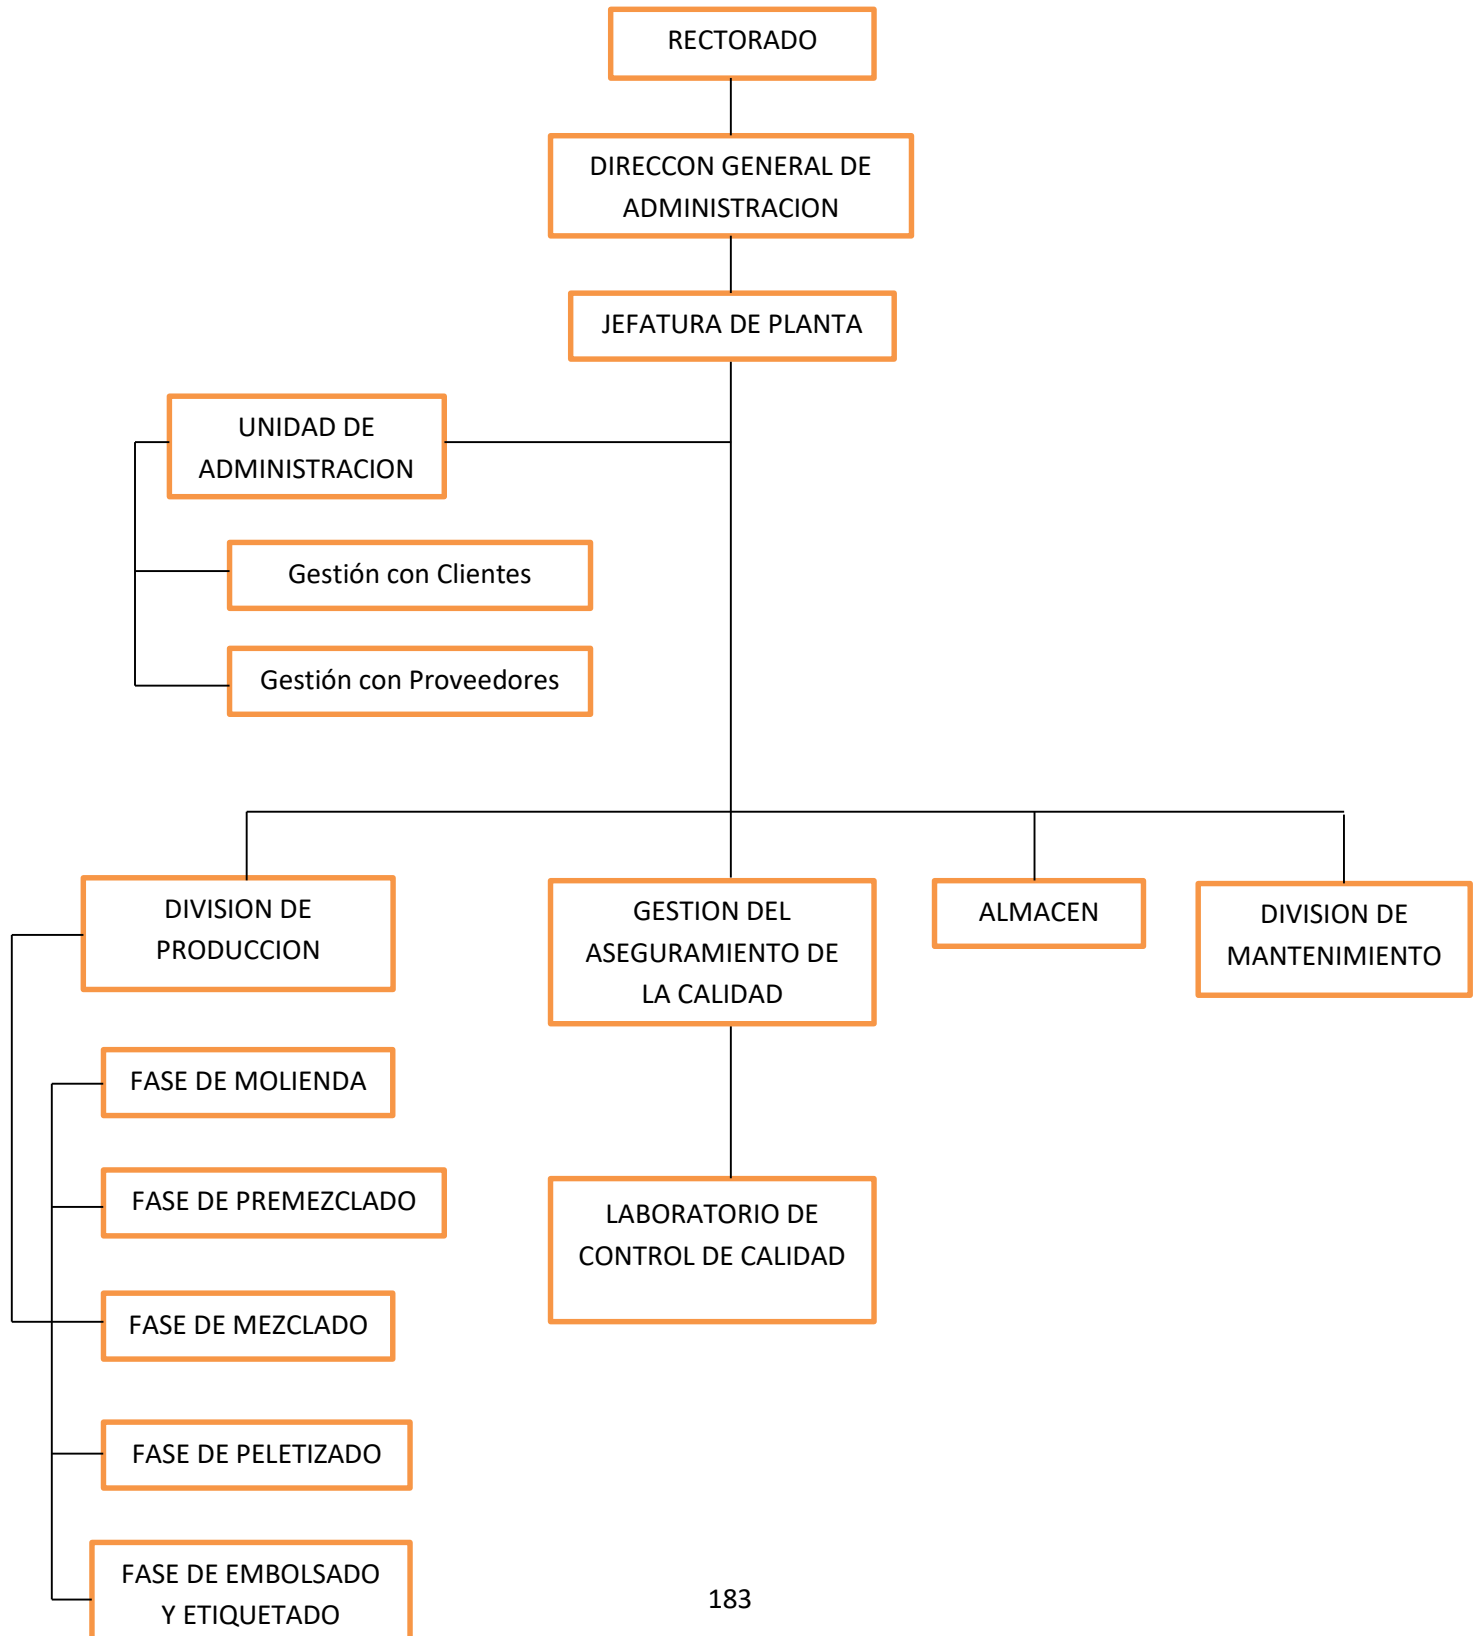 RECTORADO
DIRECCON GENERAL DE
ADMINISTRACION
JEFATURA DE PLANTA
UNIDAD DE
ADMINISTRACION
Gestión con Clientes
Gestión con Proveedores
DIVISION DE
PRODUCCION
GESTION DEL
ASEGURAMIENTO DE
LA CALIDAD
ALMACEN
DIVISION DE
MANTENIMIENTO
FASE DE MOLIENDA
FASE DE PREMEZCLADO
FASE DE MEZCLADO
FASE DE PELETIZADO
FASE DE EMBOLSADO
Y ETIQUETADO
LABORATORIO DE
CONTROL DE CALIDAD
183